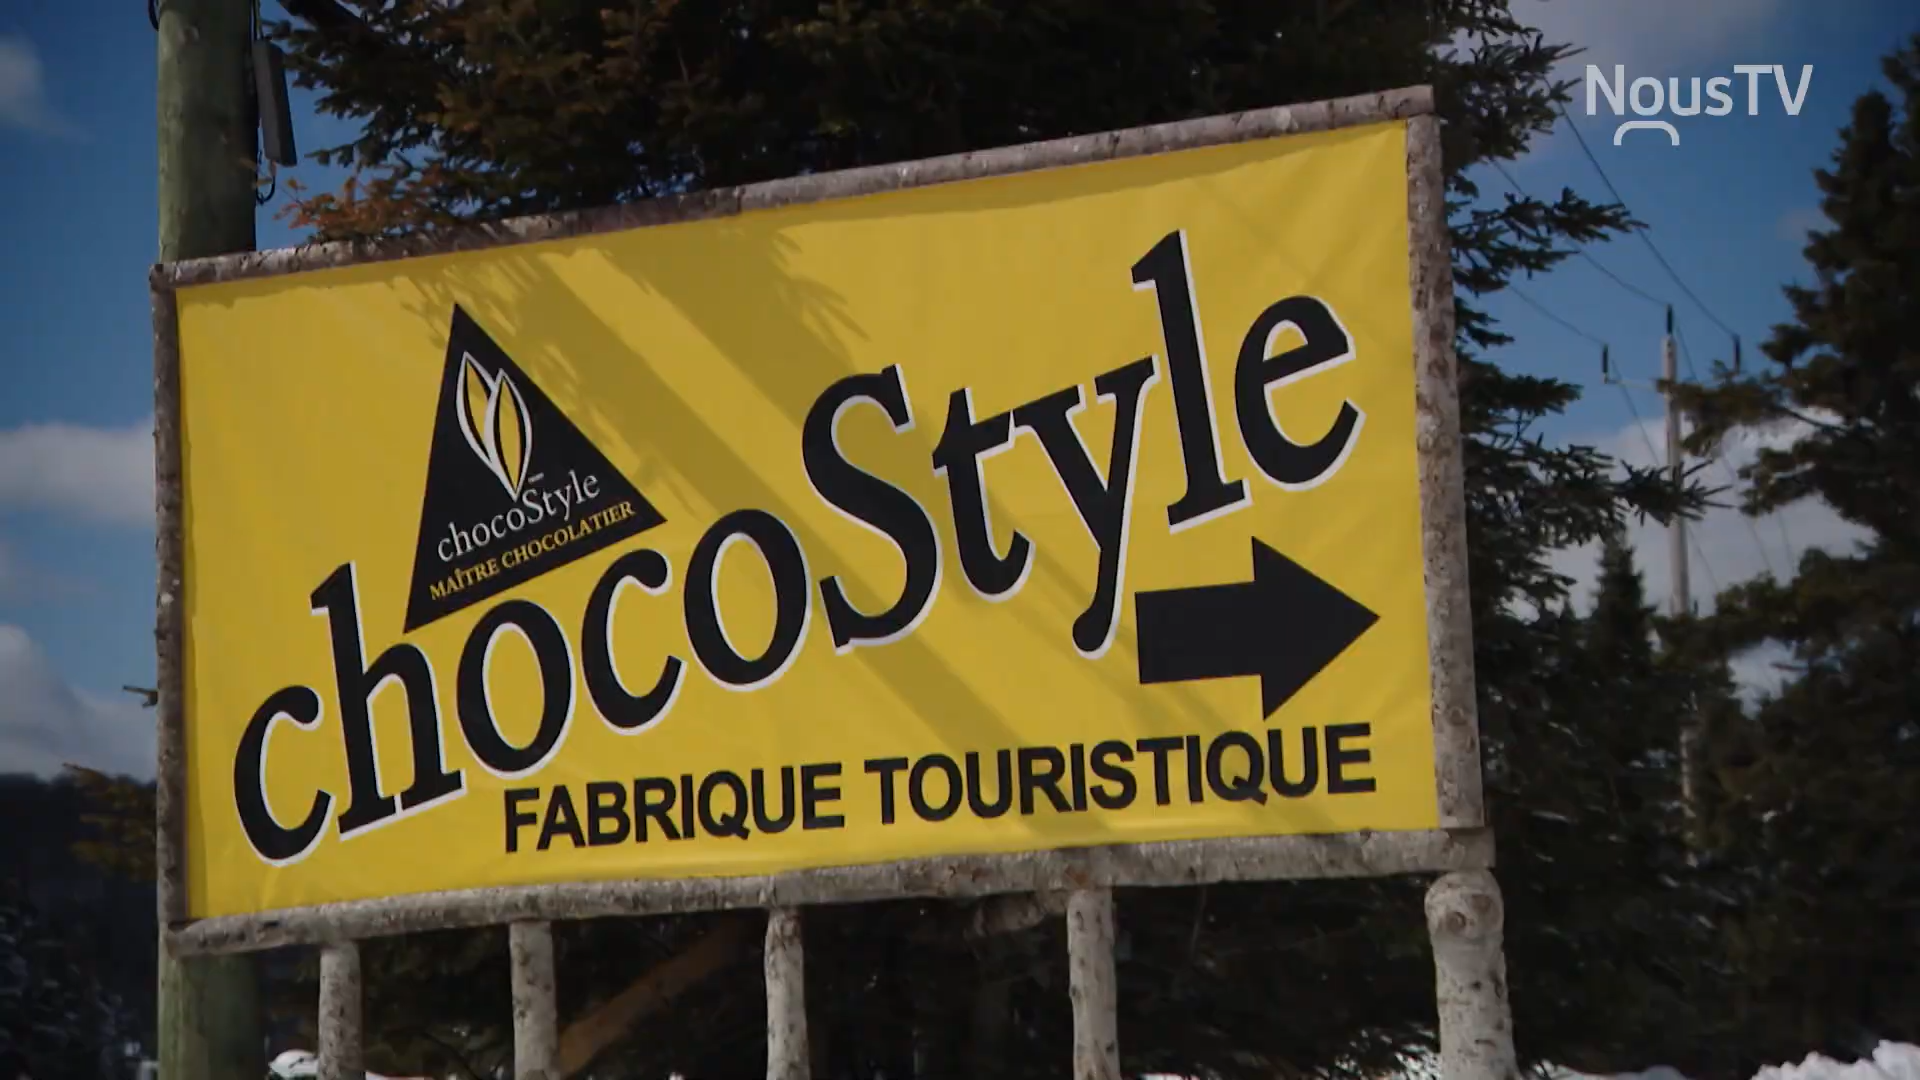 NousTV
chocoStyle
MAÎTRE CHOCOLATIER
chocoStyle
FABRIQUE TOURISTIQUE